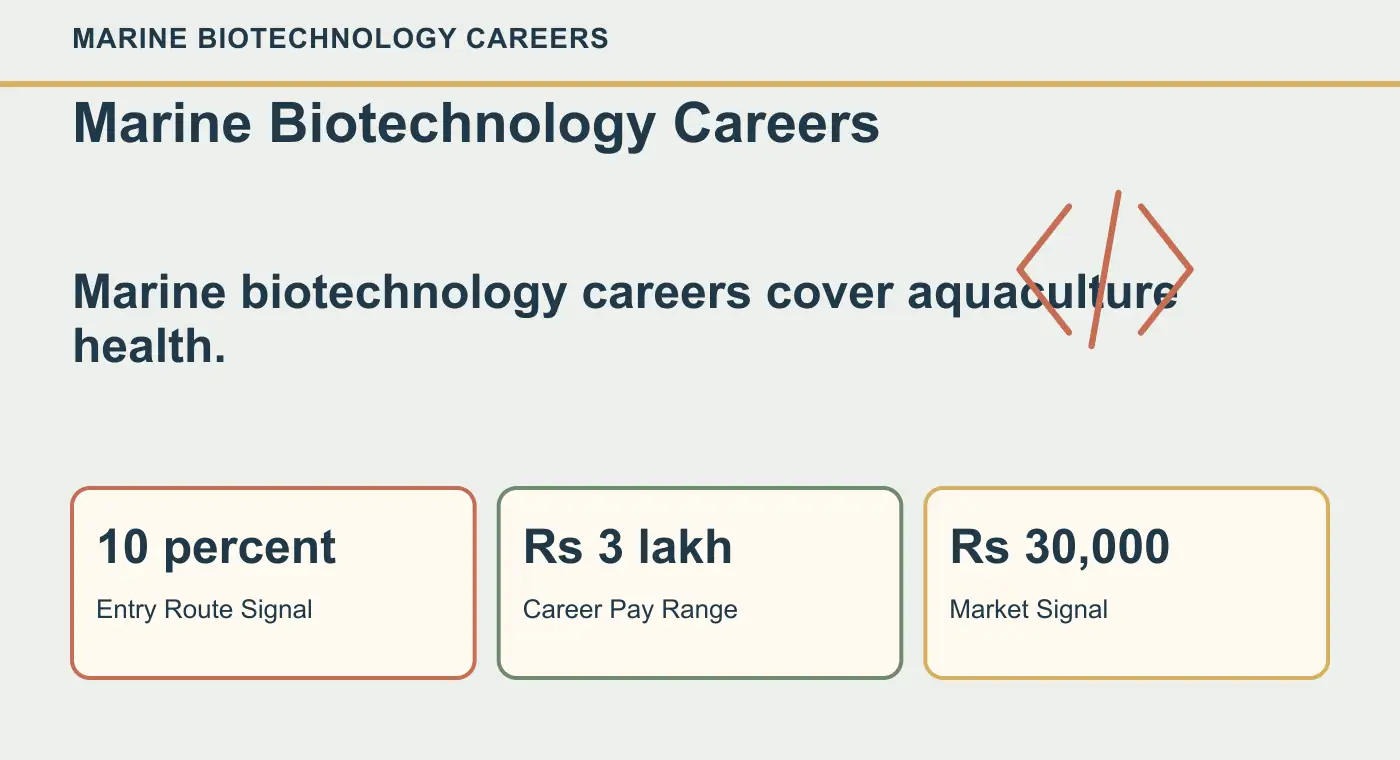 MARINE BIOTECHNOLOGY CAREERS
Marine Biotechnology Careers
Marine biotechnology careers cover aquaculture
health.
10 percent
Entry Route Signal
Rs 3 lakh
Career Pay Range
Rs 30,000
Market Signal